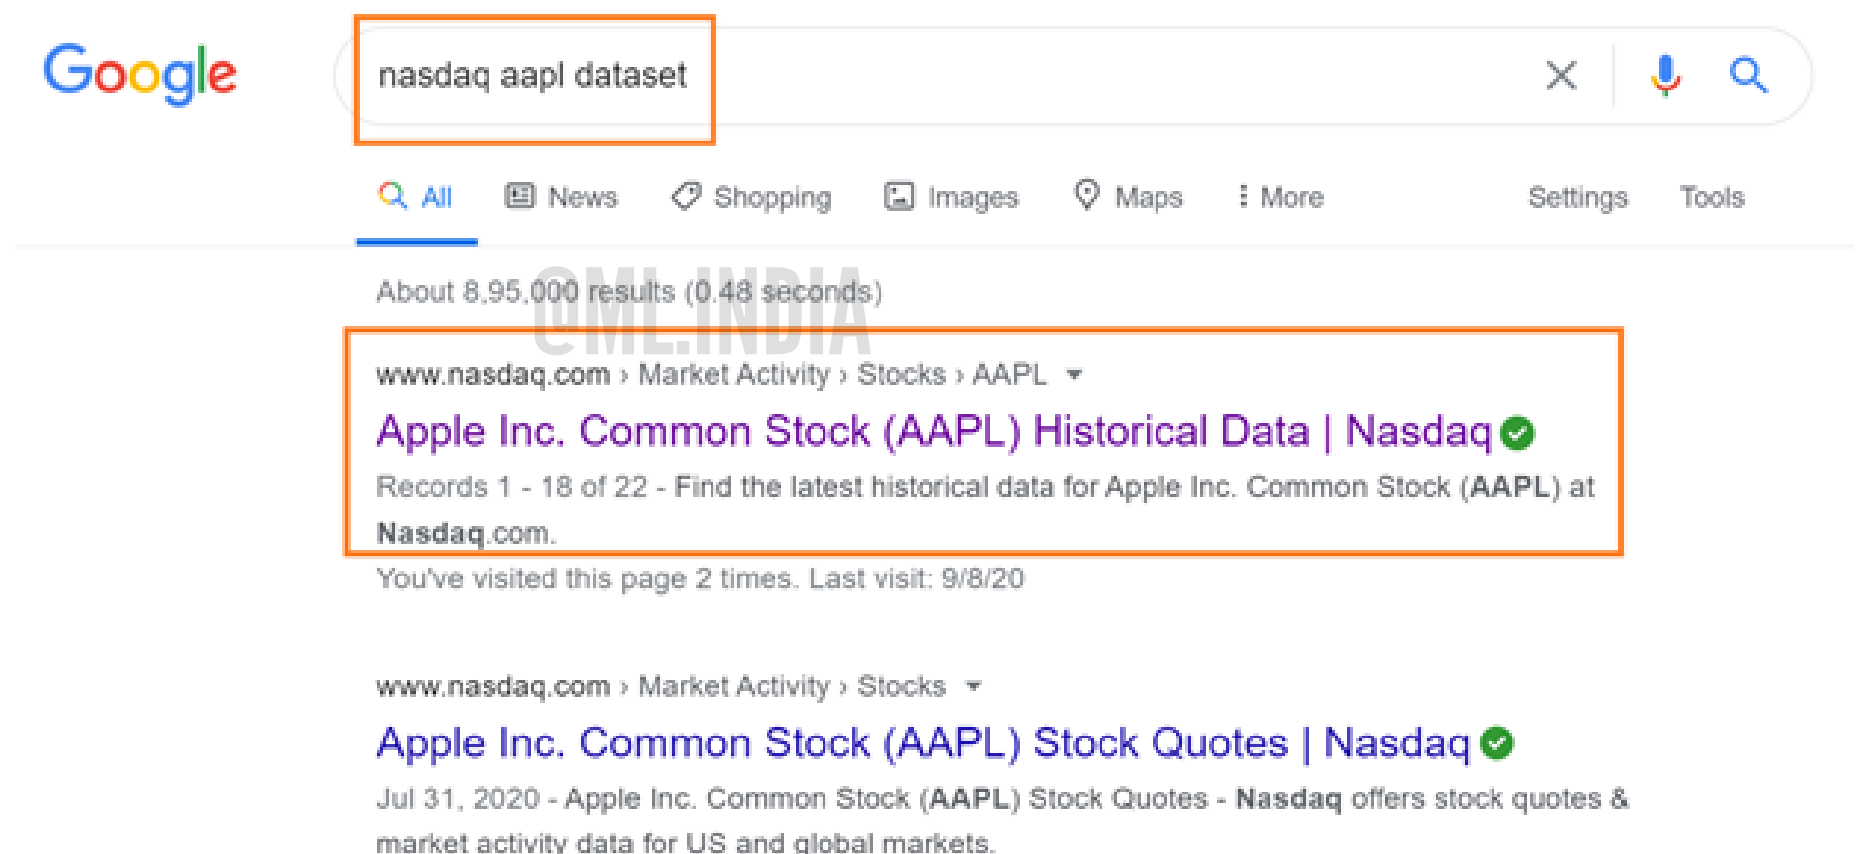 Google
nasdaq aapl dataset
All News Shopping Images Maps More Settings Tools
About 8,95,000 results (0.48 seconds)
@ML.INDIA
www.nasdaq.com › Market Activity › Stocks › AAPL
Apple Inc. Common Stock (AAPL) Historical Data | Nasdaq
Records 1 - 18 of 22 - Find the latest historical data for Apple Inc. Common Stock (AAPL) at
Nasdaq.com.
You've visited this page 2 times. Last visit: 9/8/20
www.nasdaq.com › Market Activity › Stocks
Apple Inc. Common Stock (AAPL) Stock Quotes | Nasdaq
Jul 31, 2020 - Apple Inc. Common Stock (AAPL) Stock Quotes - Nasdaq offers stock quotes &
market activity data for US and global markets.